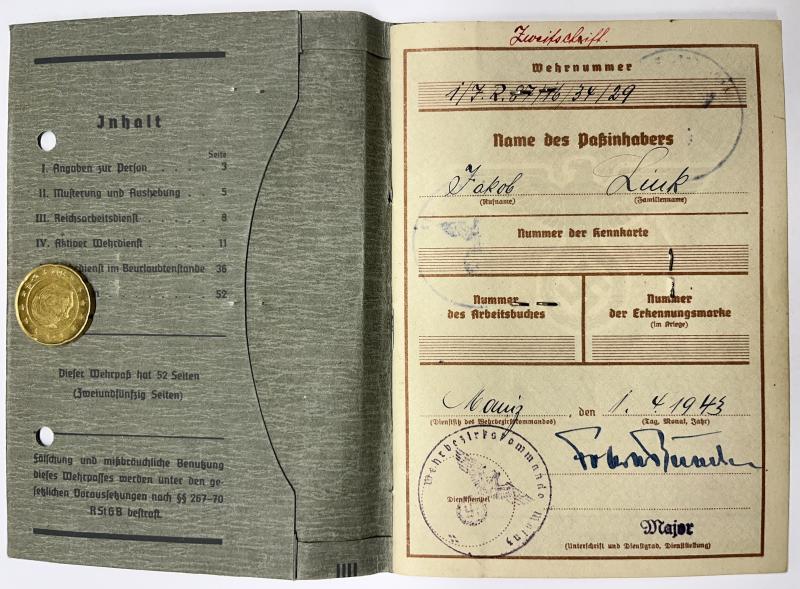 Inhalt
Seite
I. Angaben zur Person . . . . 3
II. Musterung und Aushebung 5
III. Reichsarbeitsdienst . . . . 8
IV. Aktiver Wehrdienst . . . . 11
dienst im Beurlaubtenstande 36
52
Dieser Wehrpaß hat 52 Seiten
(Zweiundfünfzig Seiten)
Fälschung und mißbräuchliche Benutzung
dieses Wehrpasses werden unter den ge-
setzlichen Voraussetzungen nach §§ 267-70
RStGB bestraft.
Zweitschrift.
Wehrnummer
34/29
Name des Paßinhabers
Jakob Link
(Rufname) (Familienname)
Nummer der Kennkarte
Nummer
des Arbeitsbuches
Nummer
der Erkennungsmarke
(im Kriege)
Mainz, den 1. 4. 1943
(Dienstsitz des Wehrbezirkskommandos) (Tag, Monat, Jahr)
Wehrbezirkskommando Mainz
Dienststempel
Major
(Unterschrift und Dienstgrad, Dienststellung)